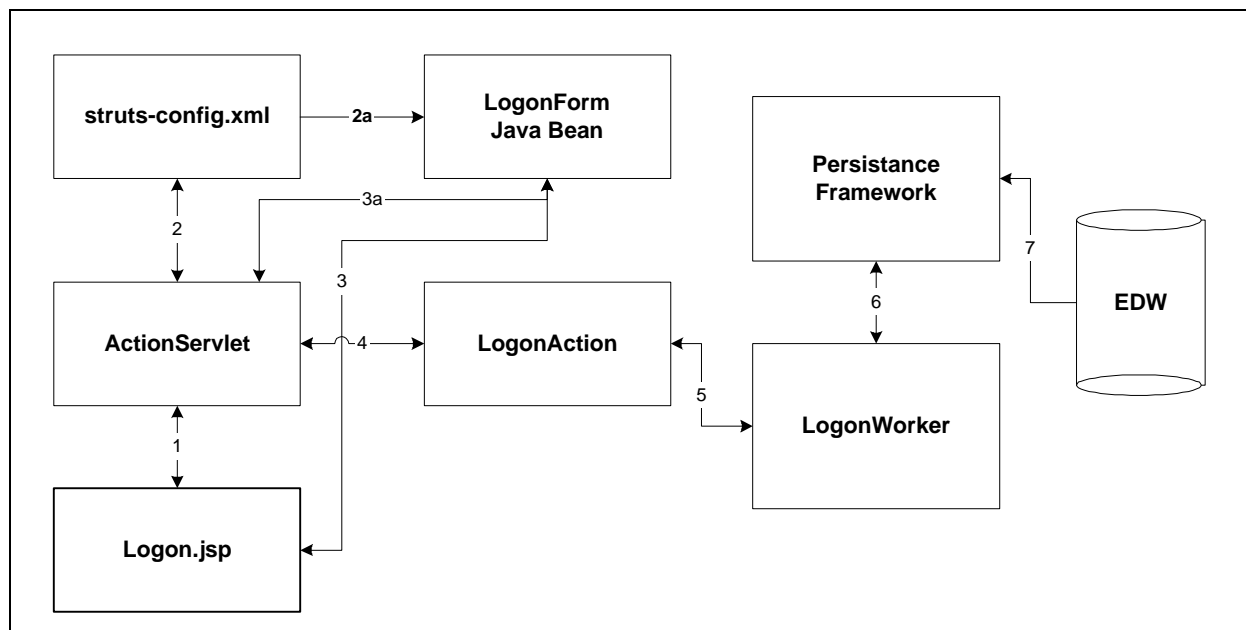 struts-config.xml
2a
LogonForm
Java Bean
Persistance
Framework
3a
2
7
3
EDW
6
ActionServlet
4
LogonAction
5
LogonWorker
1
Logon.jsp